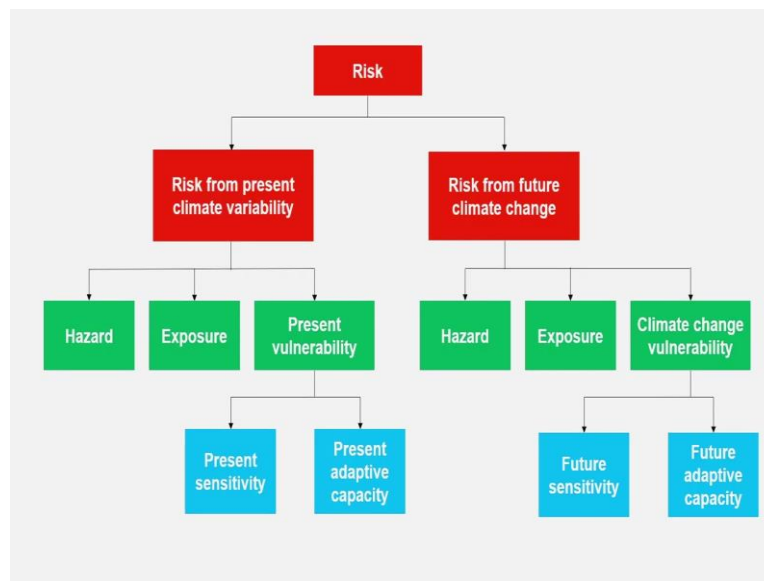 Risk
Risk from present
climate variability
Risk from future
climate change
Hazard
Exposure
Present
vulnerability
Hazard
Exposure
Climate change
vulnerability
Present
sensitivity
Present
adaptive
capacity
Future
sensitivity
Future
adaptive
capacity